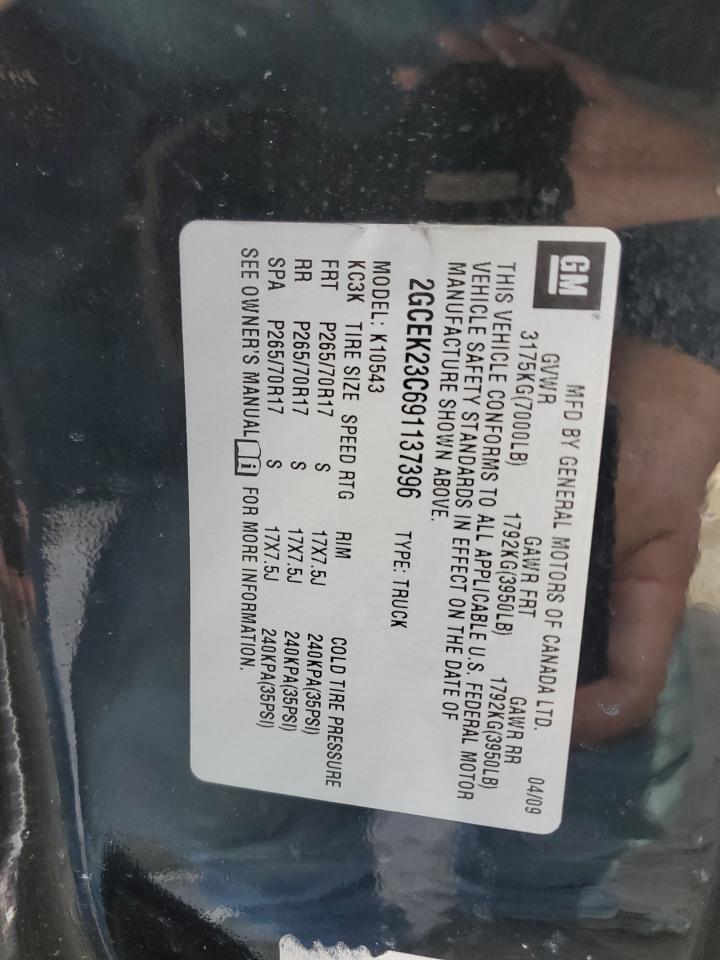 GM
MFD BY GENERAL MOTORS OF CANADA LTD. 04/09
GVWR GAWR FRT GAWR RR
3175KG(7000LB) 1792KG(3950LB) 1792KG(3950LB)
THIS VEHICLE CONFORMS TO ALL APPLICABLE U.S. FEDERAL MOTOR
VEHICLE SAFETY STANDARDS IN EFFECT ON THE DATE OF
MANUFACTURE SHOWN ABOVE.
2GCEK23C691137396 TYPE: TRUCK
MODEL: K10543
KC3K TIRE SIZE SPEED RTG RIM COLD TIRE PRESSURE
FRT P265/70R17 S 17X7.5J 240KPA(35PSI)
RR P265/70R17 S 17X7.5J 240KPA(35PSI)
SPA P265/70R17 S 17X7.5J 240KPA(35PSI)
SEE OWNER'S MANUAL i FOR MORE INFORMATION.